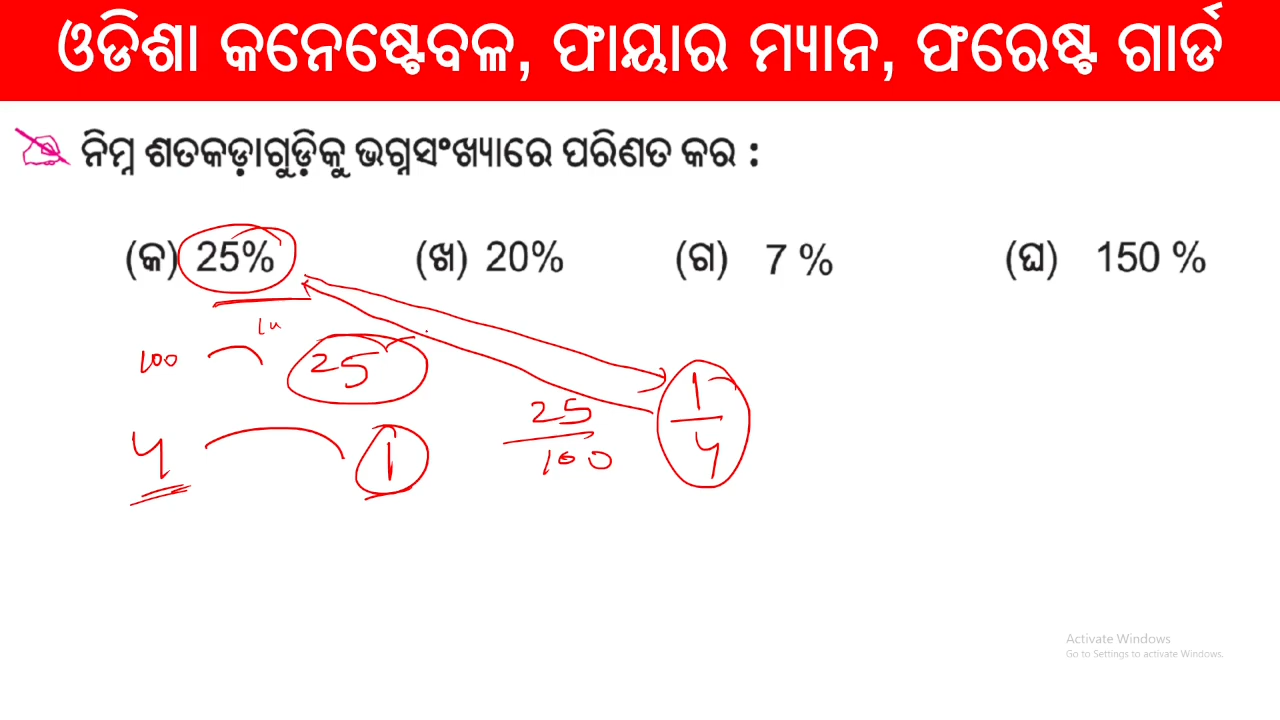 ଓଡିଶା କନେଷ୍ଟେବଳ, ଫାୟାର ମ୍ୟାନ, ଫରେଷ୍ଟ ଗାର୍ଡ
ନିମ୍ନ ଶତକଡ଼ାଗୁଡ଼ିକୁ ଭଗ୍ନସଂଖ୍ୟାରେ ପରିଣତ କର :
(କ) 25% (ଖ) 20% (ଗ) 7 % (ଘ) 150 %
100 25
25/100 1/4
4 1
Activate Windows
Go to Settings to activate Windows.